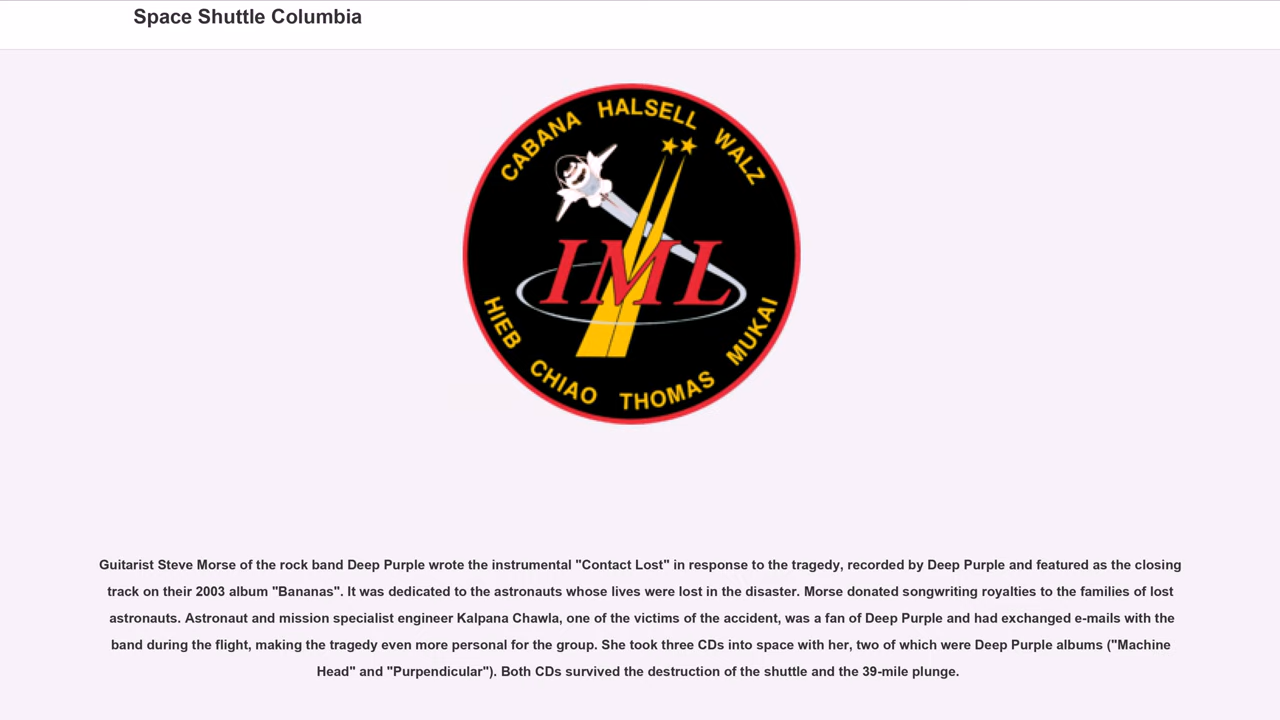 Space Shuttle Columbia
CABANA HALSELL WALZ
IML
HIEB CHIAO THOMAS MUKAI
Guitarist Steve Morse of the rock band Deep Purple wrote the instrumental "Contact Lost" in response to the tragedy, recorded by Deep Purple and featured as the closing
track on their 2003 album "Bananas". It was dedicated to the astronauts whose lives were lost in the disaster. Morse donated songwriting royalties to the families of lost
astronauts. Astronaut and mission specialist engineer Kalpana Chawla, one of the victims of the accident, was a fan of Deep Purple and had exchanged e-mails with the
band during the flight, making the tragedy even more personal for the group. She took three CDs into space with her, two of which were Deep Purple albums ("Machine
Head" and "Purpendicular"). Both CDs survived the destruction of the shuttle and the 39-mile plunge.